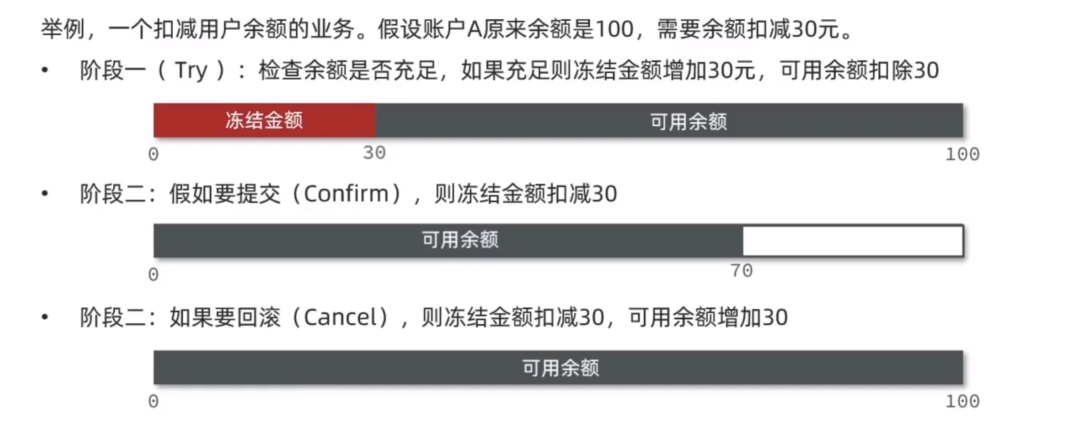 举例，一个扣减用户余额的业务。假设账户A原来余额是100，需要余额扣减30元。
• 阶段一（ Try ）：检查余额是否充足，如果充足则冻结金额增加30元，可用余额扣除30
冻结金额 可用余额
0 30 100
• 阶段二：假如要提交（Confirm），则冻结金额扣减30
可用余额
0 70
• 阶段二：如果要回滚（Cancel），则冻结金额扣减30，可用余额增加30
可用余额
0 100